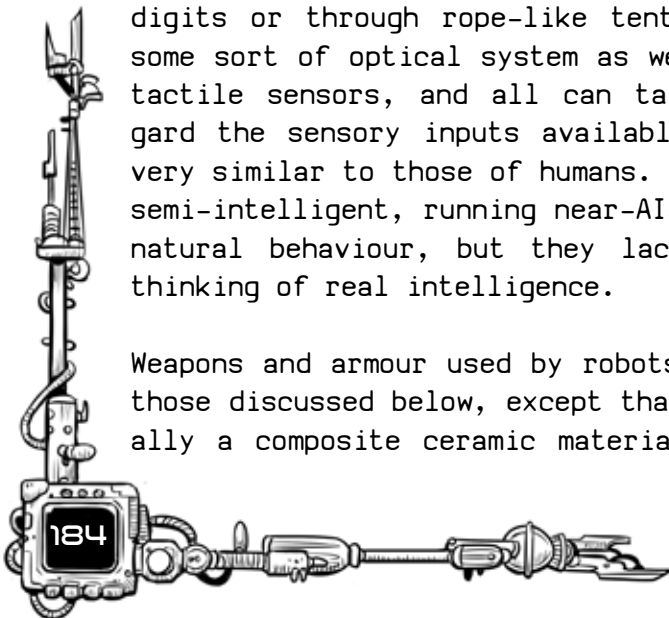 digits or through rope-like tent
some sort of optical system as we
tactile sensors, and all can ta
gard the sensory inputs availabl
very similar to those of humans.
semi-intelligent, running near-AI
natural behaviour, but they lac
thinking of real intelligence.
Weapons and armour used by robots
those discussed below, except tha
ally a composite ceramic materia
184